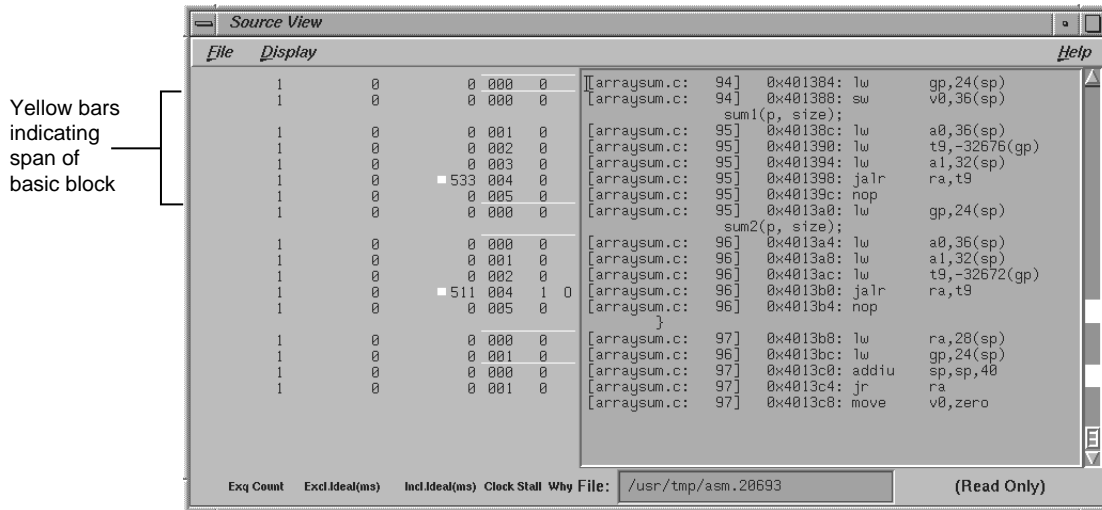 Source View
File Display Help
Yellow bars
indicating
span of
basic block
1 0 0 000 0 [arraysum.c: 94] 0x401384: lw gp,24(sp)
1 0 0 000 0 [arraysum.c: 94] 0x401388: sw v0,36(sp)
sum1(p, size);
1 0 0 001 0 [arraysum.c: 95] 0x40138c: lw a0,36(sp)
1 0 0 002 0 [arraysum.c: 95] 0x401390: lw t9,-32676(gp)
1 0 0 003 0 [arraysum.c: 95] 0x401394: lw a1,32(sp)
1 0 533 004 0 [arraysum.c: 95] 0x401398: jalr ra,t9
1 0 0 005 0 [arraysum.c: 95] 0x40139c: nop
1 0 0 000 0 [arraysum.c: 95] 0x4013a0: lw gp,24(sp)
sum2(p, size);
1 0 0 000 0 [arraysum.c: 96] 0x4013a4: lw a0,36(sp)
1 0 0 001 0 [arraysum.c: 96] 0x4013a8: lw a1,32(sp)
1 0 0 002 0 [arraysum.c: 96] 0x4013ac: lw t9,-32672(gp)
1 0 511 004 1 O [arraysum.c: 96] 0x4013b0: jalr ra,t9
1 0 0 005 0 [arraysum.c: 96] 0x4013b4: nop
}
1 0 0 000 0 [arraysum.c: 97] 0x4013b8: lw ra,28(sp)
1 0 0 001 0 [arraysum.c: 96] 0x4013bc: lw gp,24(sp)
1 0 0 000 0 [arraysum.c: 97] 0x4013c0: addiu sp,sp,40
1 0 0 001 0 [arraysum.c: 97] 0x4013c4: jr ra
[arraysum.c: 97] 0x4013c8: move v0,zero
Exq Count Excl.Ideal(ms) Incl.Ideal(ms) Clock Stall Why File: /usr/tmp/asm.20693 (Read Only)